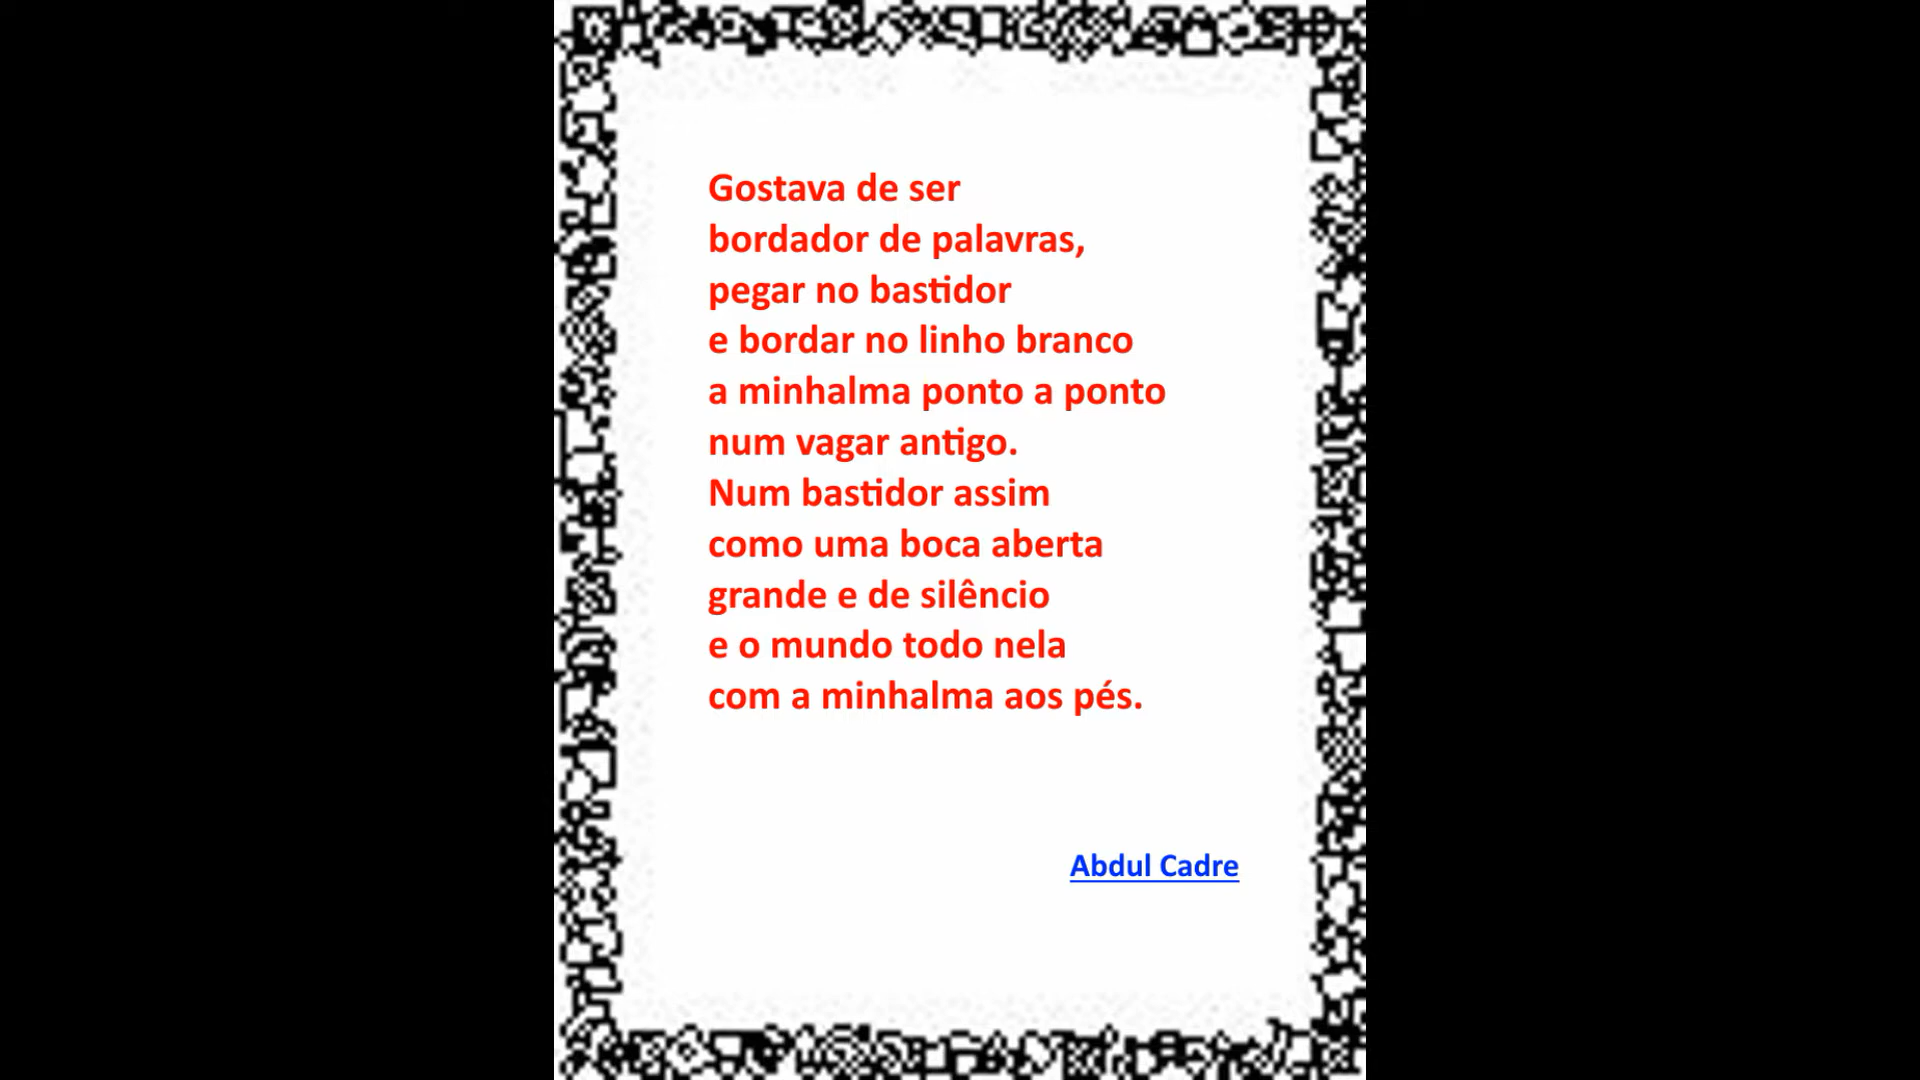 Gostava de ser
bordador de palavras,
pegar no bastidor
e bordar no linho branco
a minhalma ponto a ponto
num vagar antigo.
Num bastidor assim
como uma boca aberta
grande e de silêncio
e o mundo todo nela
com a minhalma aos pés.
Abdul Cadre